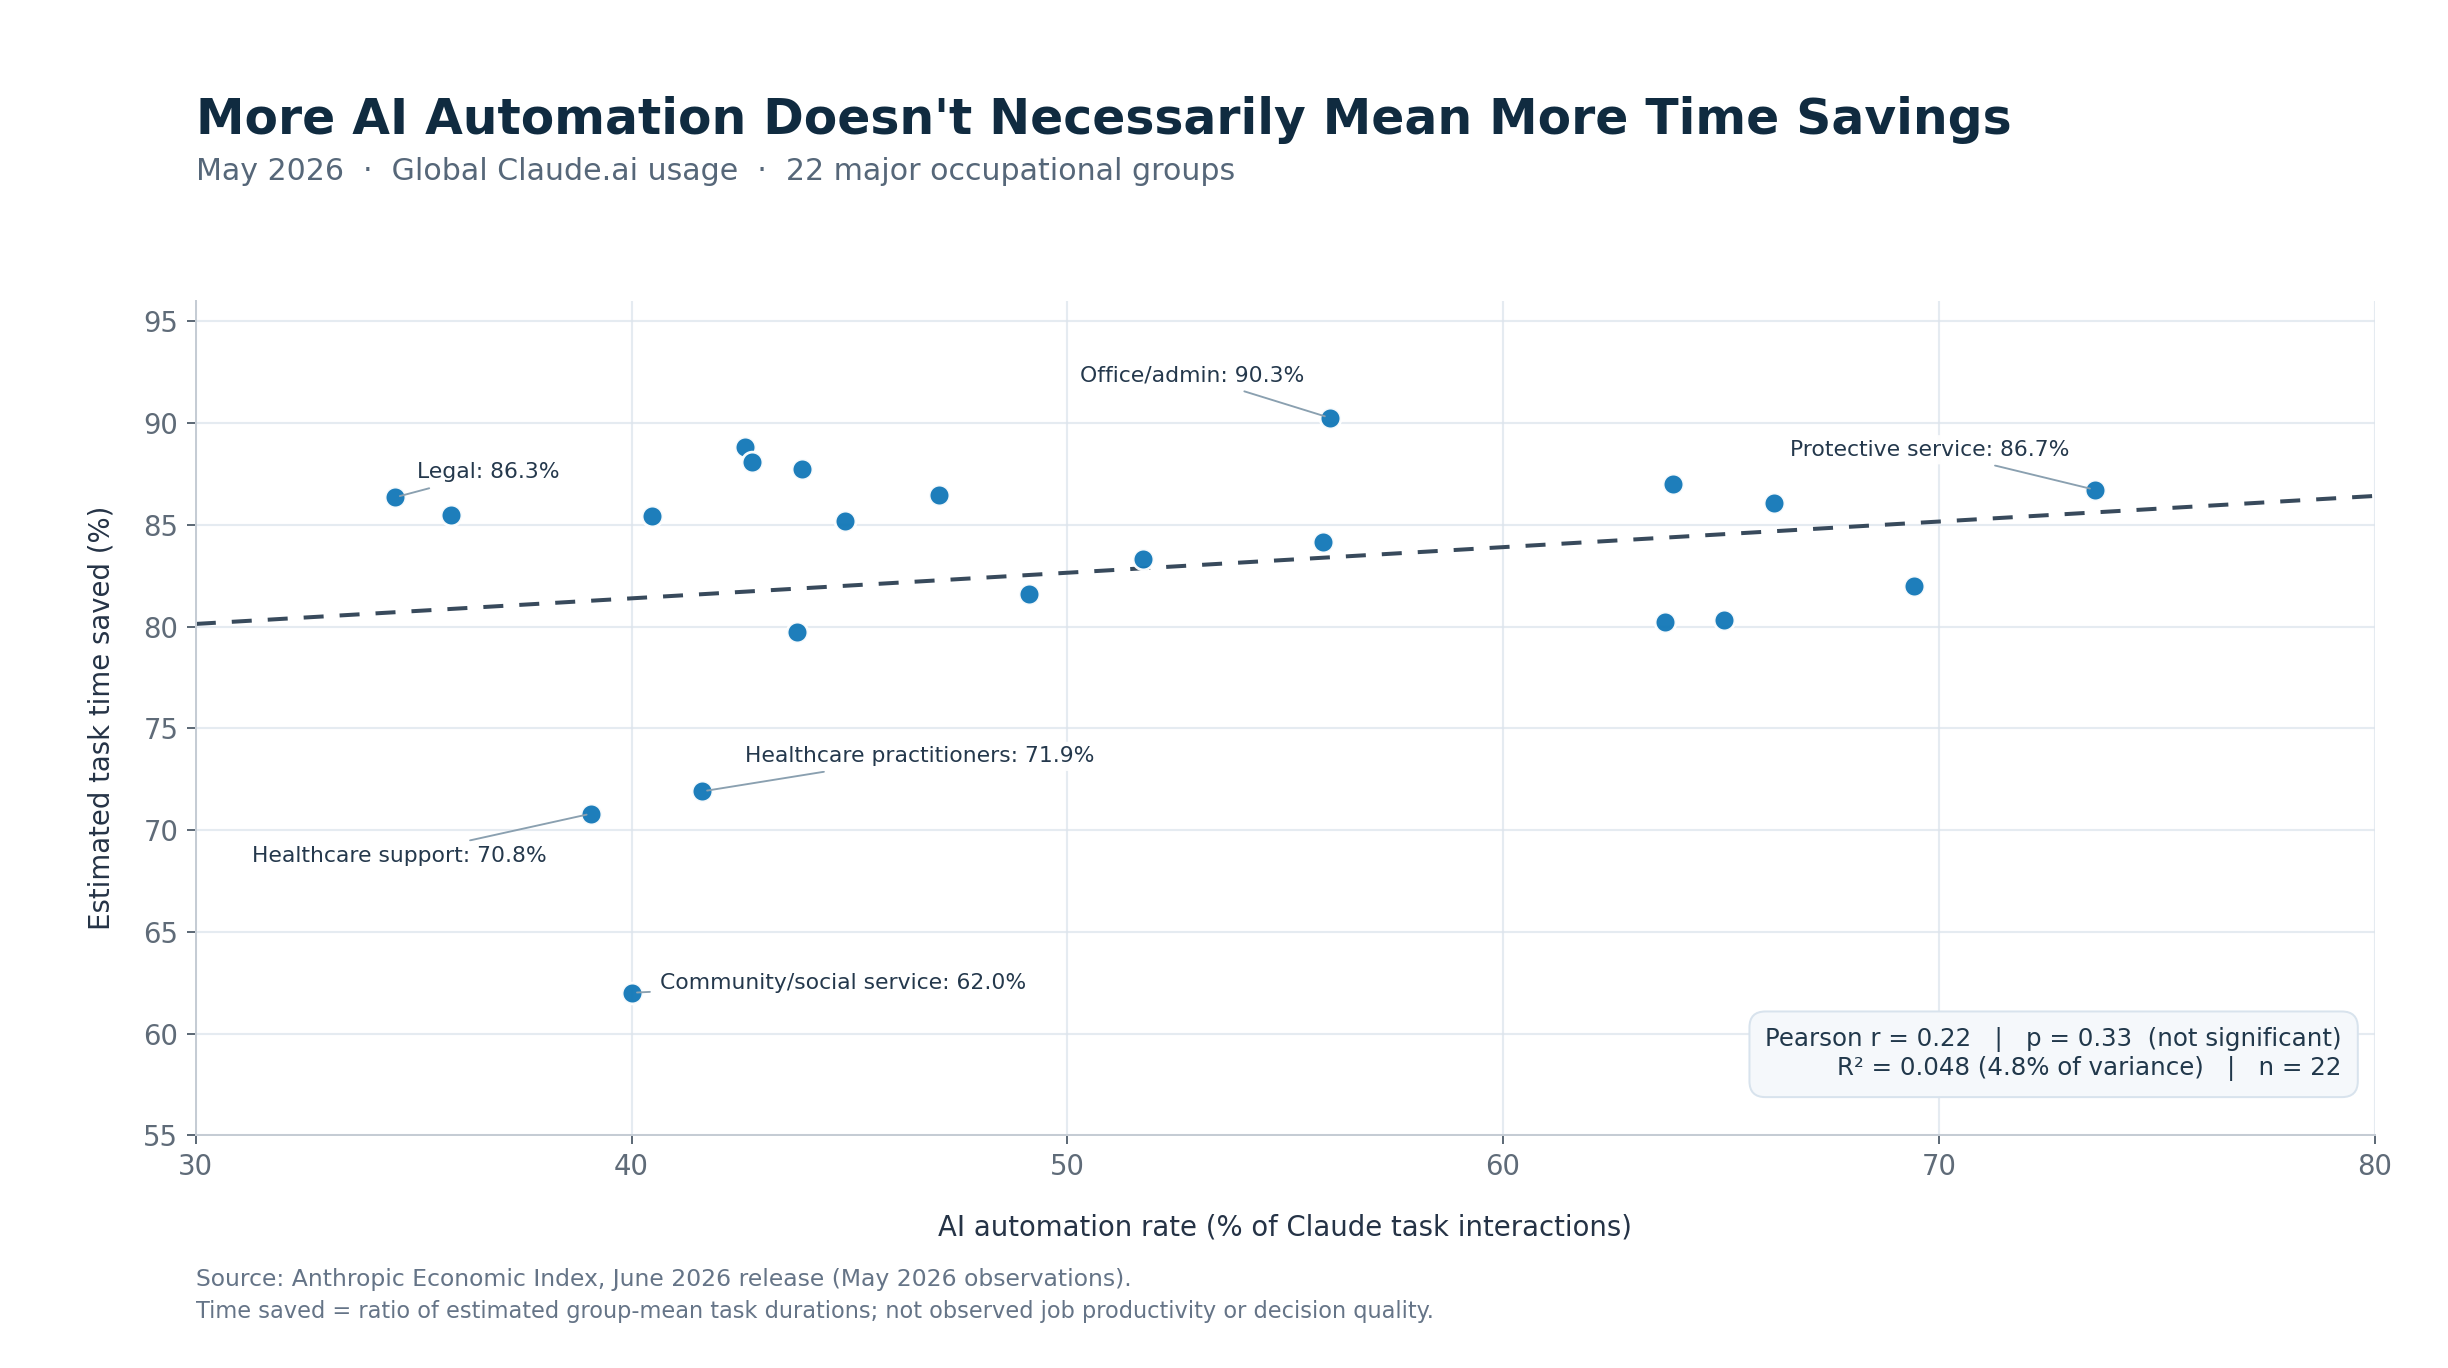 More AI Automation Doesn't Necessarily Mean More Time Savings
May 2026 · Global Claude.ai usage · 22 major occupational groups
95
90
85
80
75
70
65
60
55
Estimated task time saved (%)
Office/admin: 90.3%
Protective service: 86.7%
Legal: 86.3%
Healthcare practitioners: 71.9%
Healthcare support: 70.8%
Community/social service: 62.0%
Pearson r = 0.22 | p = 0.33 (not significant)
R² = 0.048 (4.8% of variance) | n = 22
30 40 50 60 70 80
AI automation rate (% of Claude task interactions)
Source: Anthropic Economic Index, June 2026 release (May 2026 observations).
Time saved = ratio of estimated group-mean task durations; not observed job productivity or decision quality.